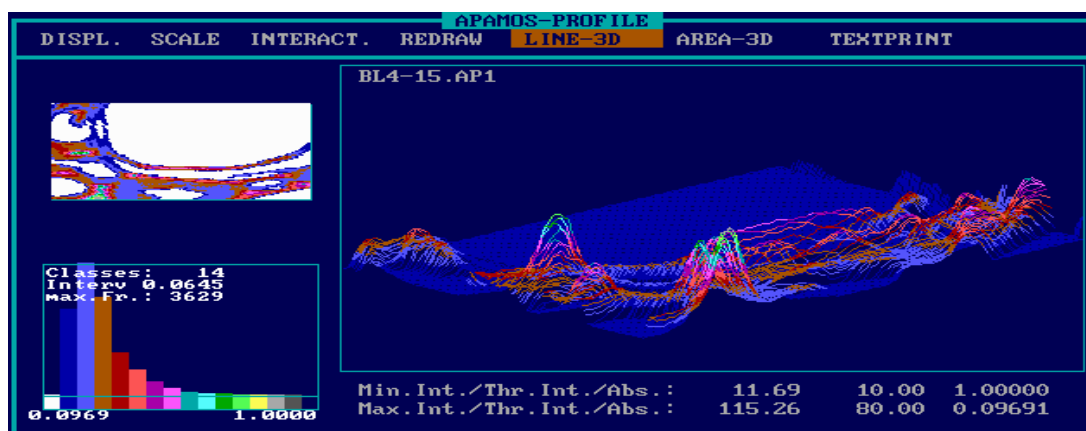 APAMOS-PROFILE
DISPL. SCALE INTERACT. REDRAW LINE-3D AREA-3D TEXTPRINT
BL4-15.AP1
Classes: 14
Interv 0.0645
max.Fr.: 3629
0.0969 1.0000
Min.Int./Thr.Int./Abs.: 11.69 10.00 1.00000
Max.Int./Thr.Int./Abs.: 115.26 80.00 0.09691